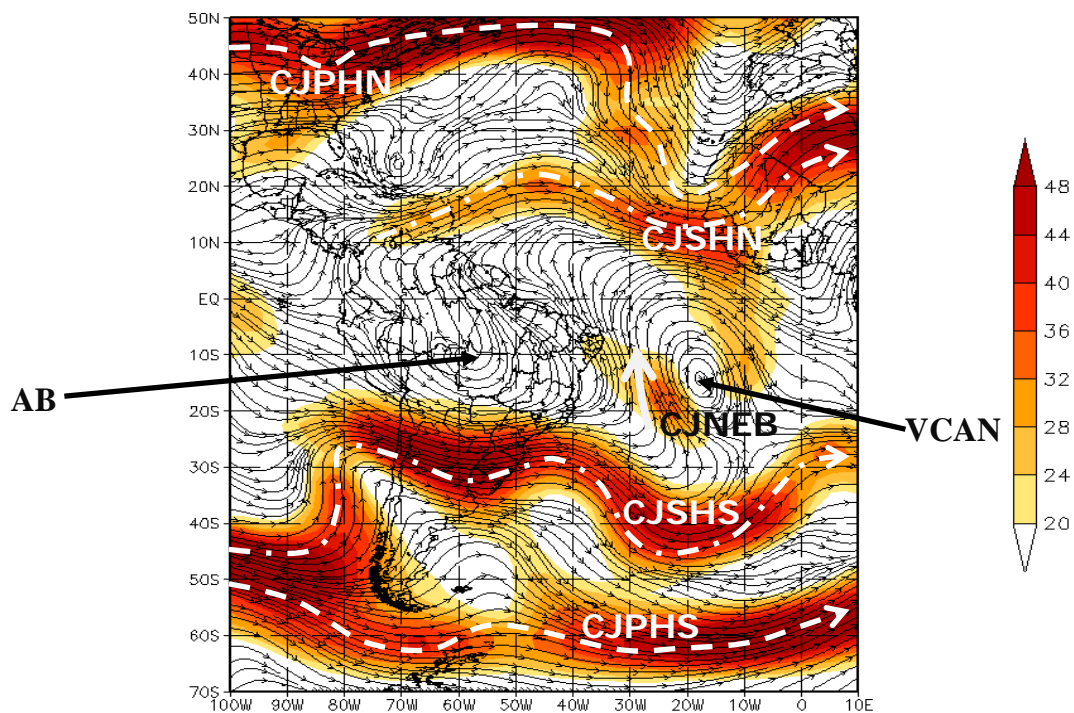 50N
40N
30N
20N
10N
EQ
10S
20S
30S
40S
50S
60S
70S
100W 90W 80W 70W 60W 50W 40W 30W 20W 10W 0 10E
CJPHN
CJSHN
AB
CJNEB
VCAN
CJSHS
CJPHS
48
44
40
36
32
28
24
20